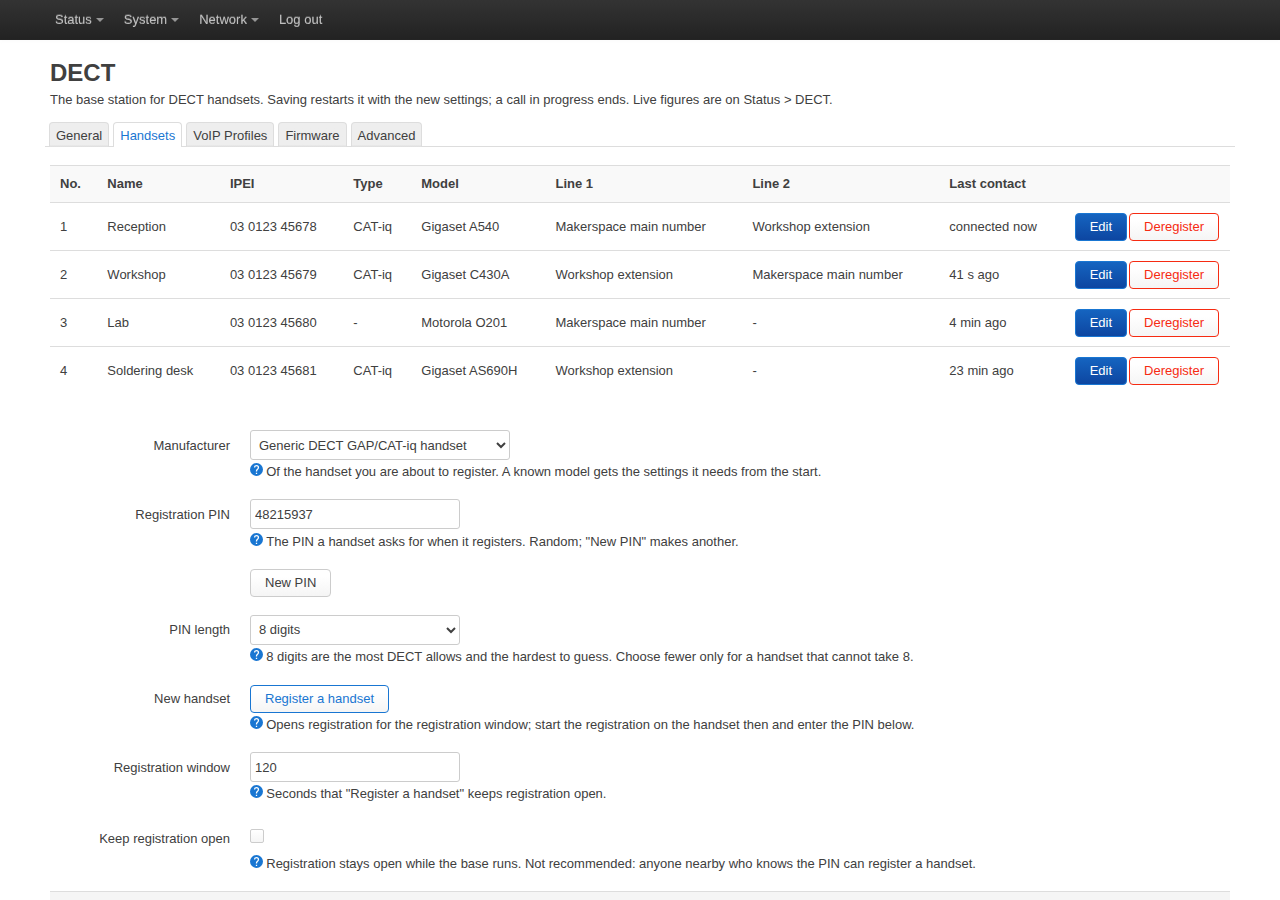 Status System Network Log out
DECT
The base station for DECT handsets. Saving restarts it with the new settings; a call in progress ends. Live figures are on Status > DECT.
General Handsets VoIP Profiles Firmware Advanced
No. Name IPEI Type Model Line 1 Line 2 Last contact
1 Reception 03 0123 45678 CAT-iq Gigaset A540 Makerspace main number Workshop extension connected now Edit Deregister
2 Workshop 03 0123 45679 CAT-iq Gigaset C430A Workshop extension Makerspace main number 41 s ago Edit Deregister
3 Lab 03 0123 45680 - Motorola O201 Makerspace main number - 4 min ago Edit Deregister
4 Soldering desk 03 0123 45681 CAT-iq Gigaset AS690H Workshop extension - 23 min ago Edit Deregister
Manufacturer Generic DECT GAP/CAT-iq handset
Of the handset you are about to register. A known model gets the settings it needs from the start.
Registration PIN 48215937
The PIN a handset asks for when it registers. Random; "New PIN" makes another.
New PIN
PIN length 8 digits
8 digits are the most DECT allows and the hardest to guess. Choose fewer only for a handset that cannot take 8.
New handset Register a handset
Opens registration for the registration window; start the registration on the handset then and enter the PIN below.
Registration window 120
Seconds that "Register a handset" keeps registration open.
Keep registration open
Registration stays open while the base runs. Not recommended: anyone nearby who knows the PIN can register a handset.